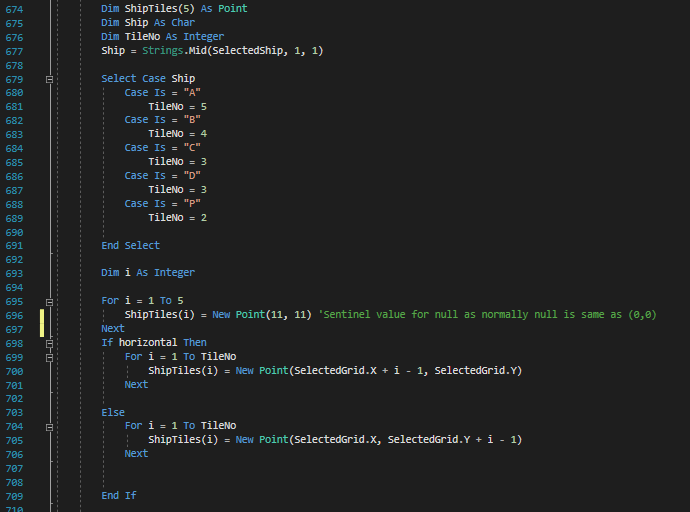 674 Dim ShipTiles(5) As Point
675 Dim Ship As Char
676 Dim TileNo As Integer
677 Ship = Strings.Mid(SelectedShip, 1, 1)
678
679 Select Case Ship
680 Case Is = "A"
681 TileNo = 5
682 Case Is = "B"
683 TileNo = 4
684 Case Is = "C"
685 TileNo = 3
686 Case Is = "D"
687 TileNo = 3
688 Case Is = "P"
689 TileNo = 2
690
691 End Select
692
693 Dim i As Integer
694
695 For i = 1 To 5
696 ShipTiles(i) = New Point(11, 11) 'Sentinel value for null as normally null is same as (0,0)
697 Next
698 If horizontal Then
699 For i = 1 To TileNo
700 ShipTiles(i) = New Point(SelectedGrid.X + i - 1, SelectedGrid.Y)
701 Next
702
703 Else
704 For i = 1 To TileNo
705 ShipTiles(i) = New Point(SelectedGrid.X, SelectedGrid.Y + i - 1)
706 Next
707
708
709 End If
710